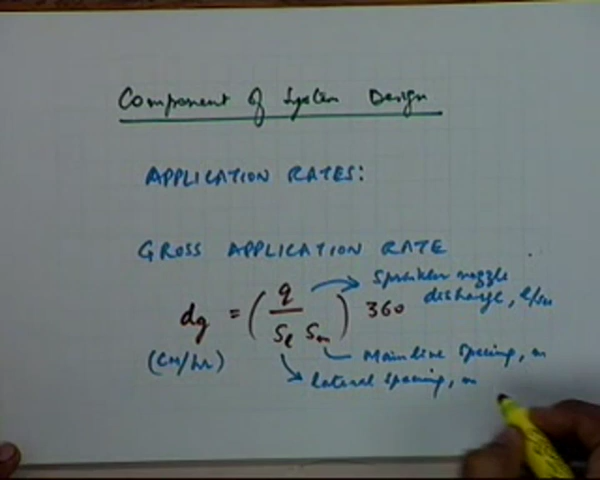 Component of System Design
APPLICATION RATES:
GROSS APPLICATION RATE
Sprinkler nozzle
discharge, l/sec
dg = (q / Sl Sm) 360
(CM/hr)
Mainline spacing, m
lateral spacing, m